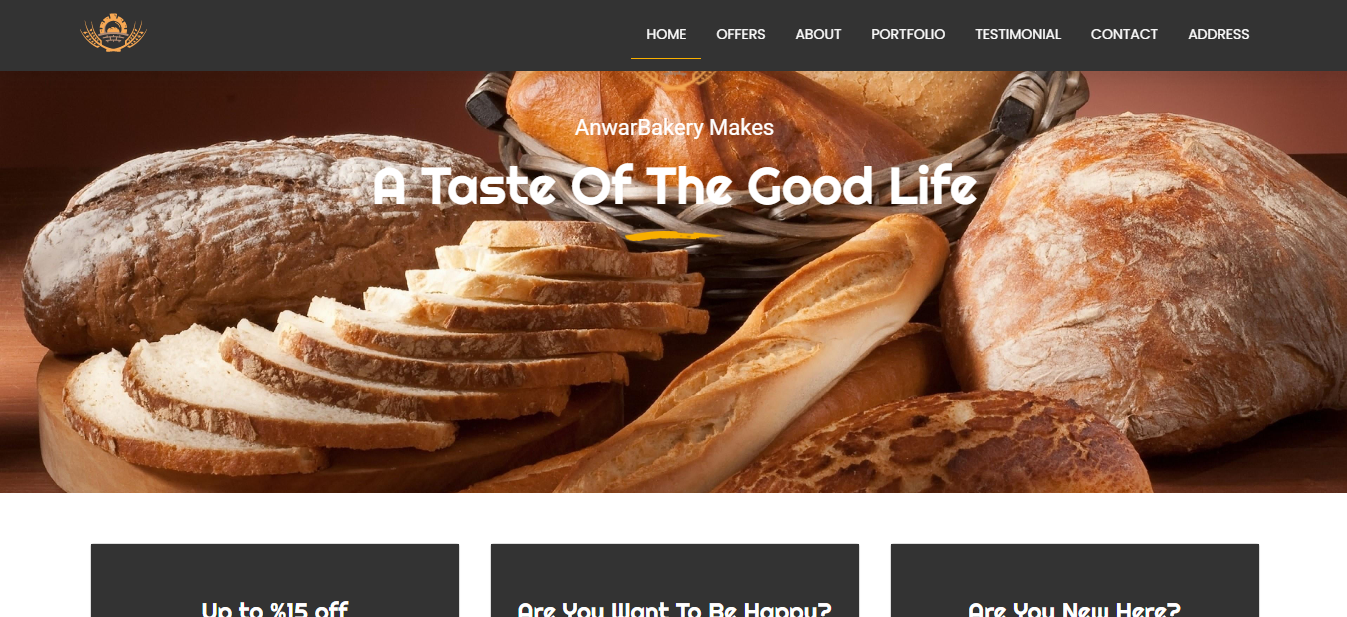 HOME OFFERS ABOUT PORTFOLIO TESTIMONIAL CONTACT ADDRESS
AnwarBakery Makes
A Taste Of The Good Life
Up to %15 off Are You Want To Be Happy? Are You New Here?